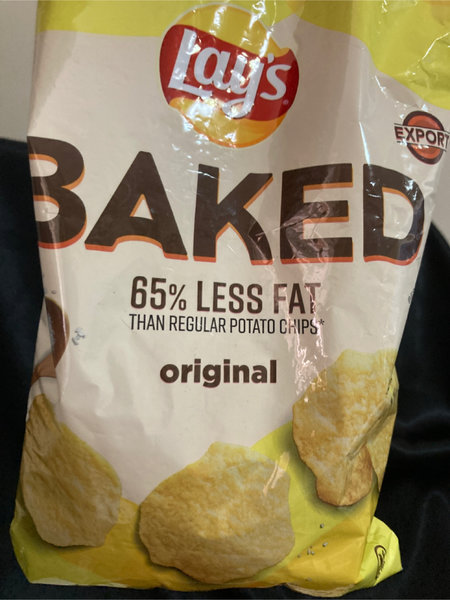 Lay's
EXPORT
BAKED
65% LESS FAT
THAN REGULAR POTATO CHIPS*
original